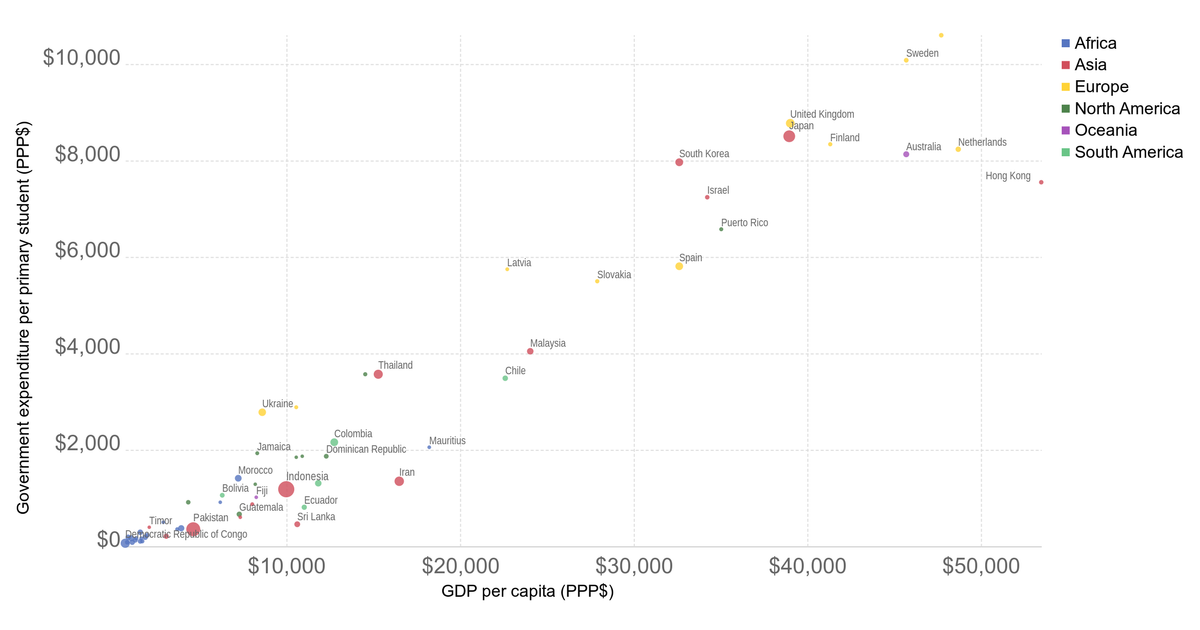 Government expenditure per primary student (PPP$)
$10,000
$8,000
$6,000
$4,000
$2,000
$0
Sweden
United Kingdom
Japan
Finland
Australia
Netherlands
South Korea
Hong Kong
Israel
Puerto Rico
Latvia
Spain
Slovakia
Malaysia
Thailand
Chile
Ukraine
Colombia
Mauritius
Jamaica
Dominican Republic
Morocco
Indonesia
Iran
Bolivia
Fiji
Ecuador
Guatemala
Timor
Pakistan
Sri Lanka
Democratic Republic of Congo
$10,000
$20,000
$30,000
$40,000
$50,000
GDP per capita (PPP$)
Africa
Asia
Europe
North America
Oceania
South America